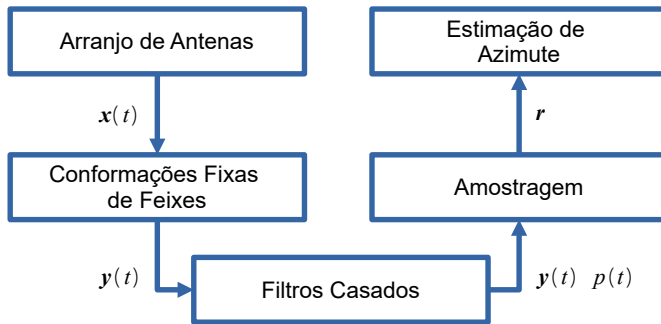 Arranjo de Antenas
x(t)
Conformações Fixas
de Feixes
y(t)
Filtros Casados
y(t) p(t)
Amostragem
r
Estimação de
Azimute